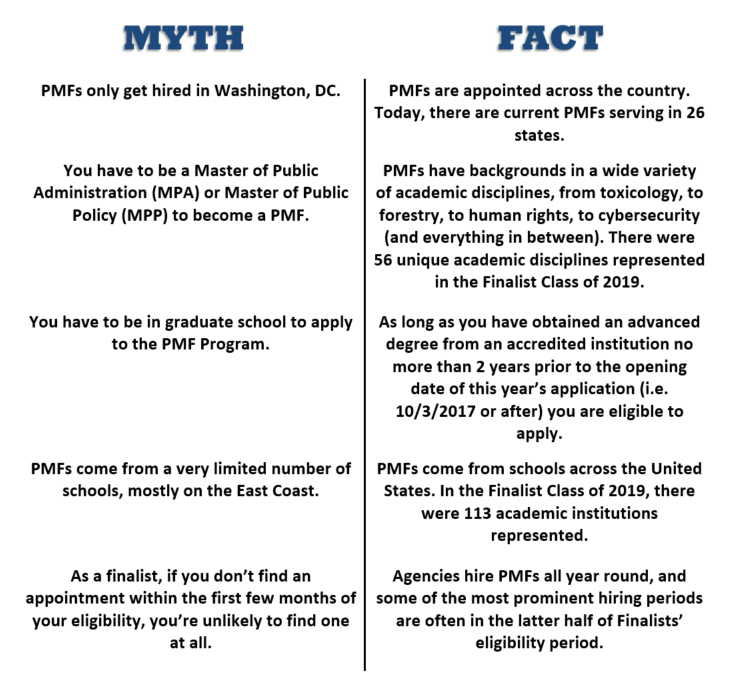 MYTH
FACT
PMFs only get hired in Washington, DC.
PMFs are appointed across the country.
Today, there are current PMFs serving in 26
states.
You have to be a Master of Public
Administration (MPA) or Master of Public
Policy (MPP) to become a PMF.
PMFs have backgrounds in a wide variety
of academic disciplines, from toxicology, to
forestry, to human rights, to cybersecurity
(and everything in between). There were
56 unique academic disciplines represented
in the Finalist Class of 2019.
You have to be in graduate school to apply
to the PMF Program.
As long as you have obtained an advanced
degree from an accredited institution no
more than 2 years prior to the opening
date of this year’s application (i.e.
10/3/2017 or after) you are eligible to
apply.
PMFs come from a very limited number of
schools, mostly on the East Coast.
PMFs come from schools across the United
States. In the Finalist Class of 2019, there
were 113 academic institutions
represented.
As a finalist, if you don’t find an
appointment within the first few months of
your eligibility, you’re unlikely to find one
at all.
Agencies hire PMFs all year round, and
some of the most prominent hiring periods
are often in the latter half of Finalists’
eligibility period.